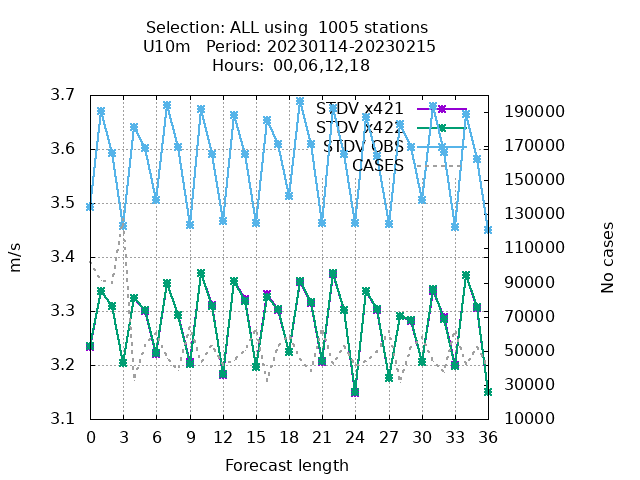 Selection: ALL using  1005 stations
U10m   Period: 20230114-20230215
Hours:  00,06,12,18
3.7
3.6
3.5
3.4
3.3
3.2
3.1
m/s
STDV x421
STDV x422
STDV OBS
CASES
190000
170000
150000
130000
110000
90000
70000
50000
30000
10000
No cases
0 3 6 9 12 15 18 21 24 27 30 33 36
Forecast length